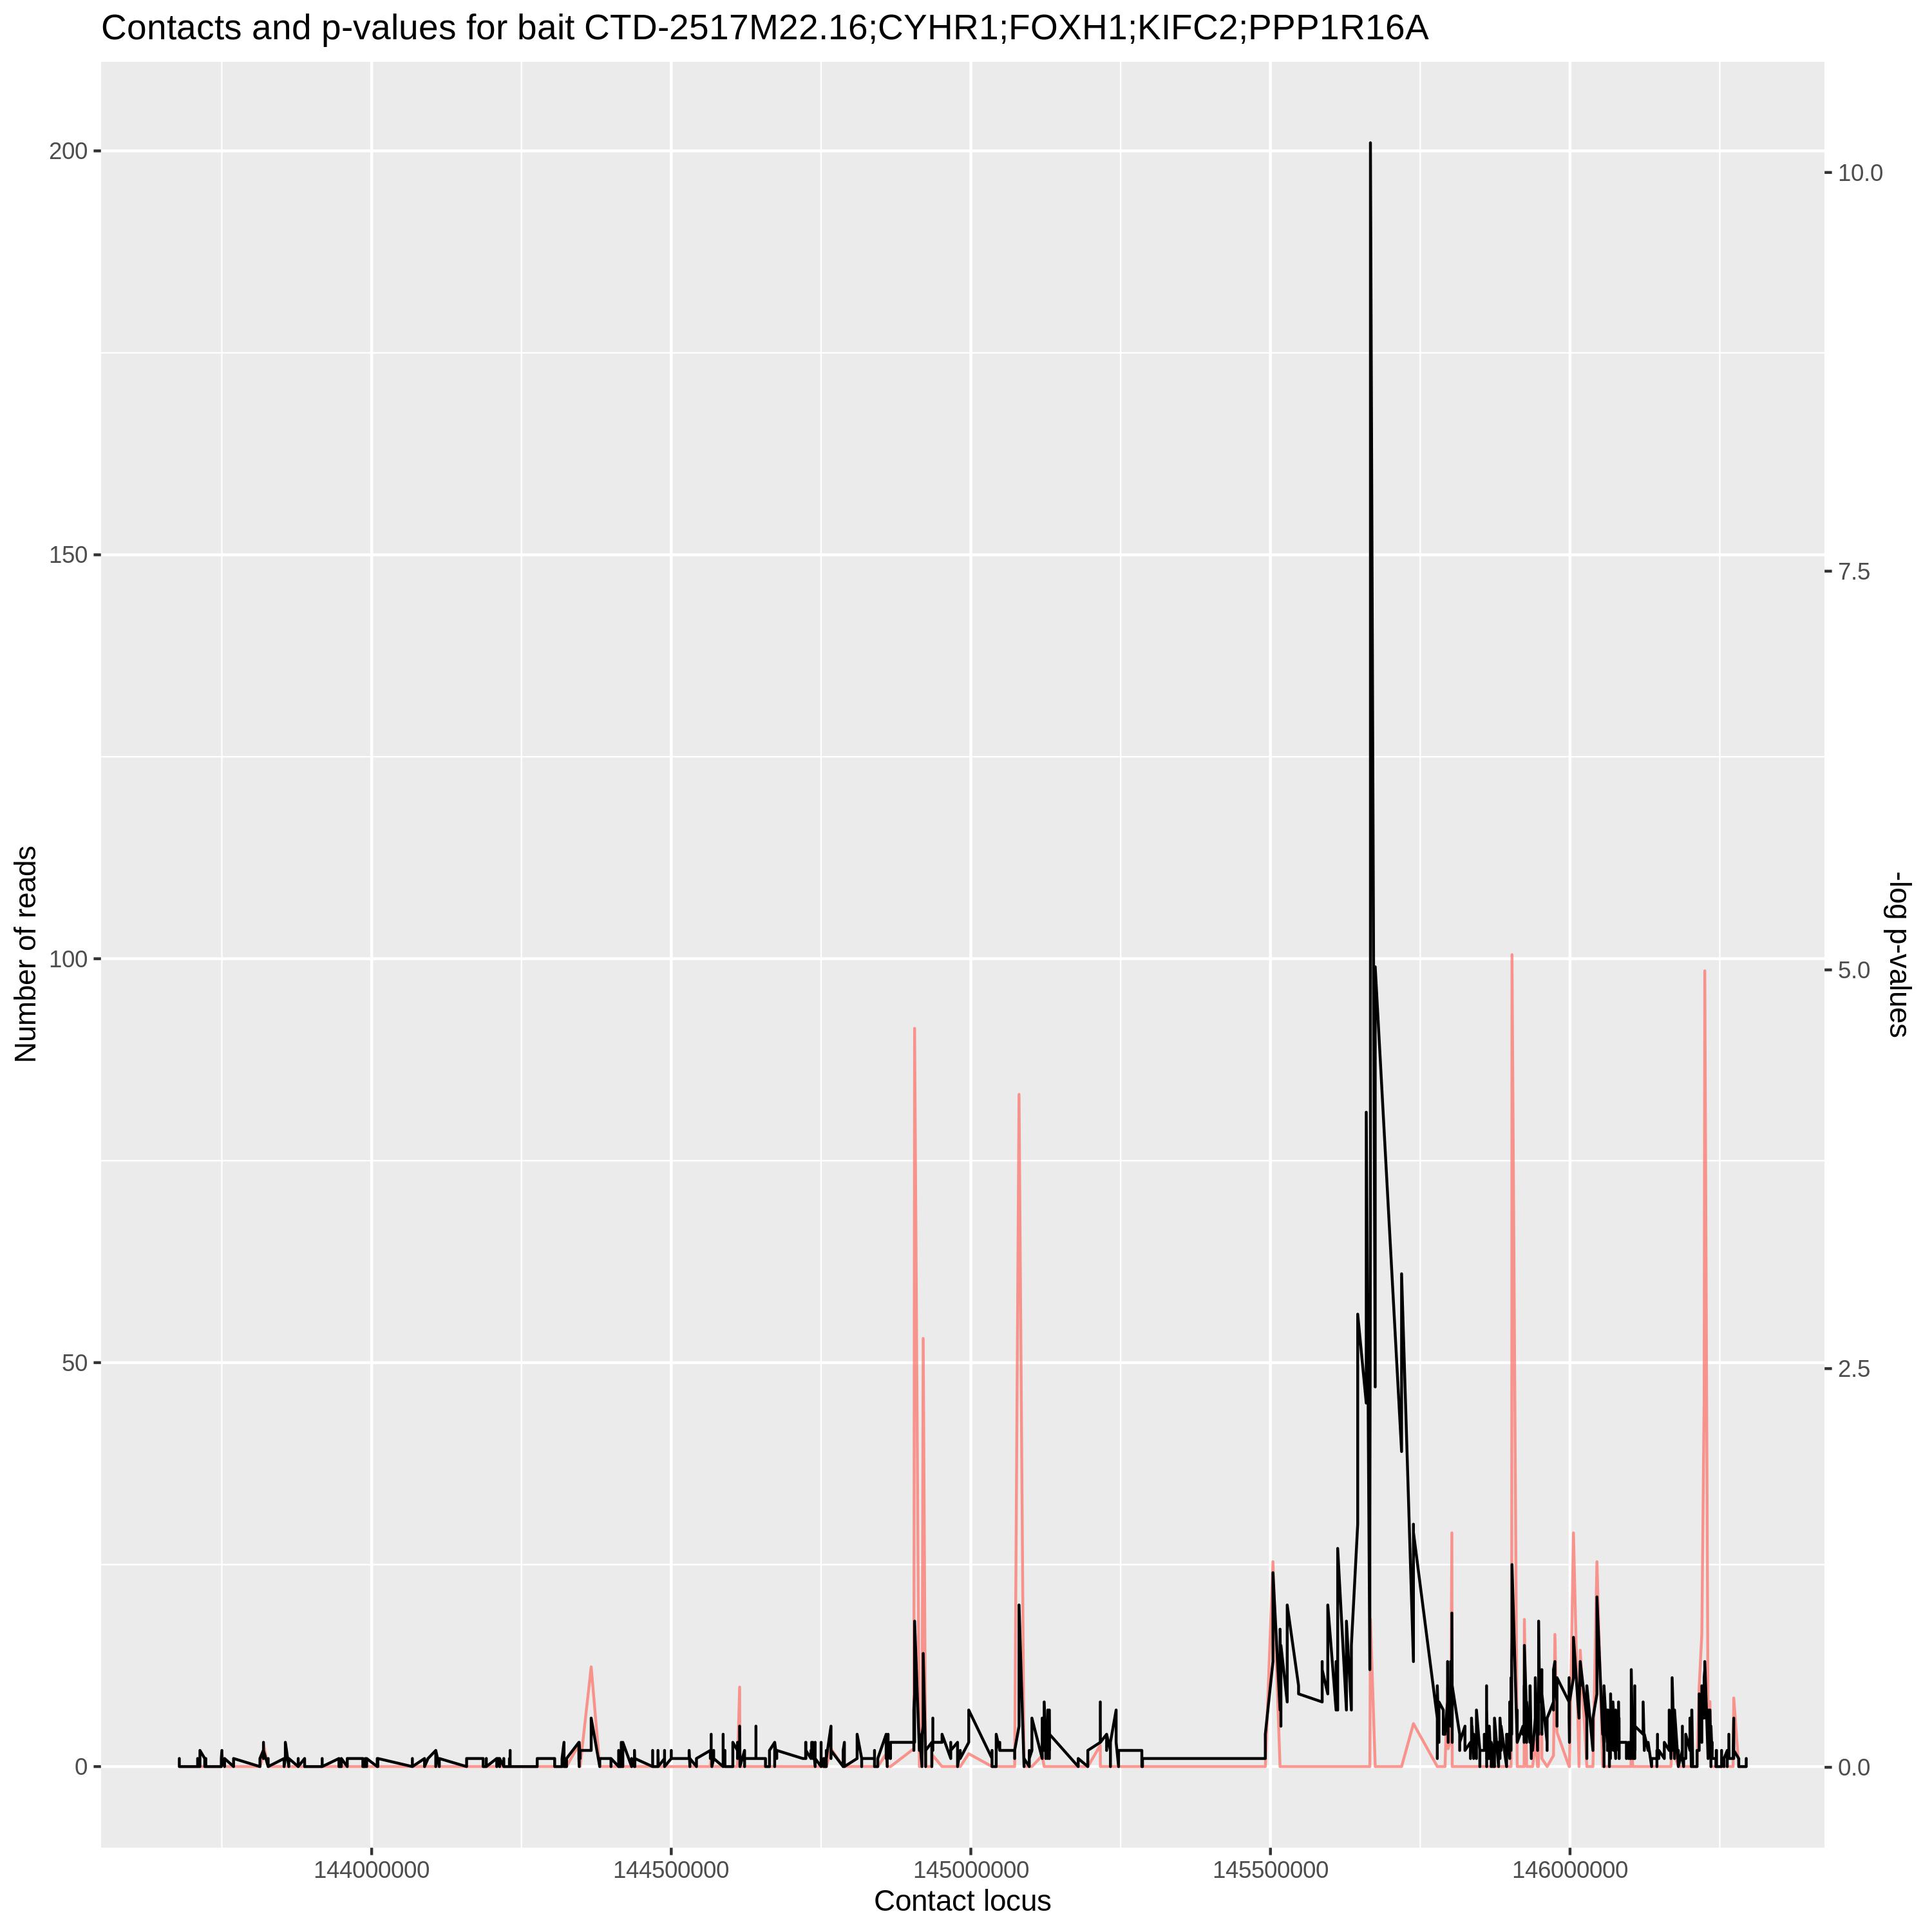 Contacts and p-values for bait CTD-2517M22.16;CYHR1;FOXH1;KIFC2;PPP1R16A
200
150
100
50
0
Number of reads
10.0
7.5
5.0
2.5
0.0
-log p-values
144000000 144500000 145000000 145500000 146000000
Contact locus